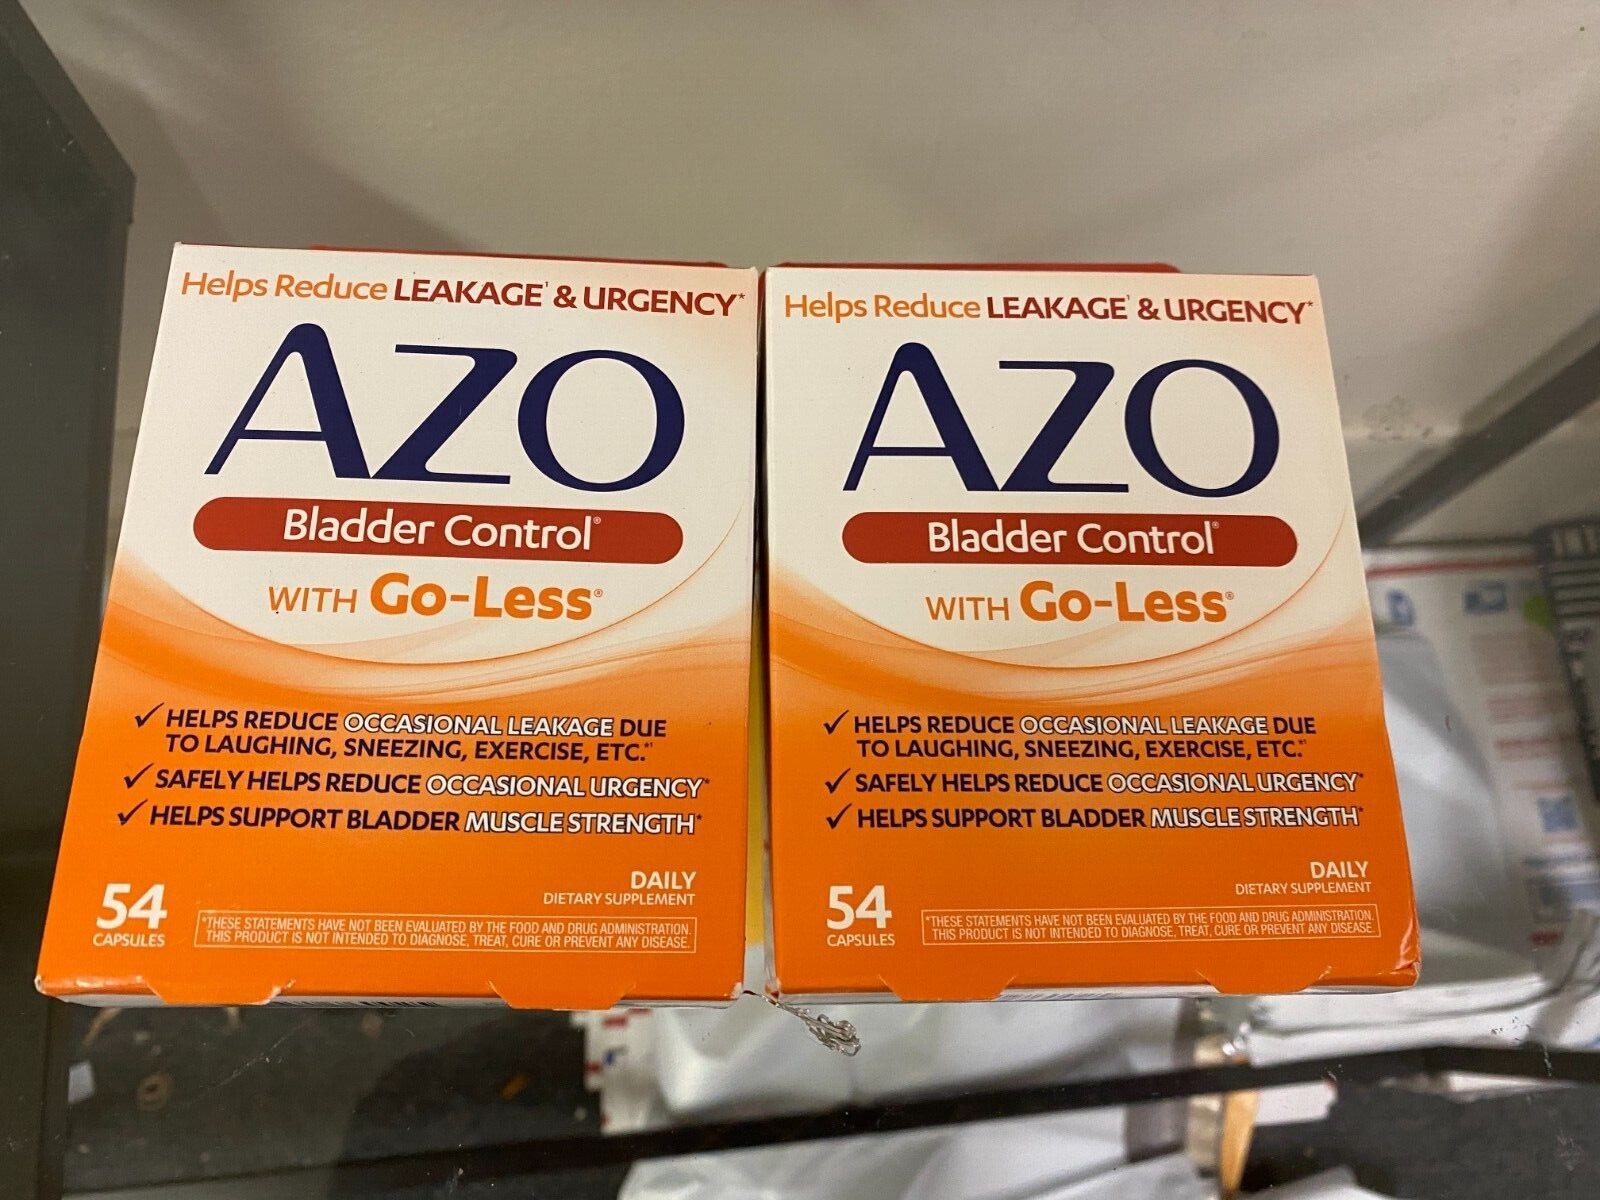 Helps Reduce LEAKAGE¹ & URGENCY*
AZO
Bladder Control®
WITH Go-Less®
✓ HELPS REDUCE OCCASIONAL LEAKAGE DUE
TO LAUGHING, SNEEZING, EXERCISE, ETC.*¹
✓ SAFELY HELPS REDUCE OCCASIONAL URGENCY*
✓ HELPS SUPPORT BLADDER MUSCLE STRENGTH*
54
CAPSULES
DAILY
DIETARY SUPPLEMENT
*THESE STATEMENTS HAVE NOT BEEN EVALUATED BY THE FOOD AND DRUG ADMINISTRATION.
THIS PRODUCT IS NOT INTENDED TO DIAGNOSE, TREAT, CURE OR PREVENT ANY DISEASE.
Helps Reduce LEAKAGE¹ & URGENCY*
AZO
Bladder Control®
WITH Go-Less®
✓ HELPS REDUCE OCCASIONAL LEAKAGE DUE
TO LAUGHING, SNEEZING, EXERCISE, ETC.*¹
✓ SAFELY HELPS REDUCE OCCASIONAL URGENCY*
✓ HELPS SUPPORT BLADDER MUSCLE STRENGTH*
54
CAPSULES
DAILY
DIETARY SUPPLEMENT
*THESE STATEMENTS HAVE NOT BEEN EVALUATED BY THE FOOD AND DRUG ADMINISTRATION.
THIS PRODUCT IS NOT INTENDED TO DIAGNOSE, TREAT, CURE OR PREVENT ANY DISEASE.